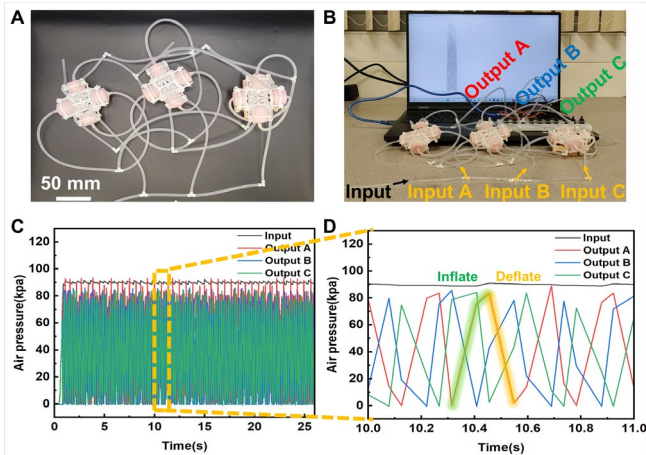 A
50 mm
B
Output A
Output B
Output C
Input
Input A
Input B
Input C
C
Input
Output A
Output B
Output C
Air pressure(kpa)
120
100
80
60
40
20
0
0 5 10 15 20 25
Time(s)
D
Inflate
Deflate
Input
Output A
Output B
Output C
Air pressure(kpa)
120
100
80
60
40
20
0
10.0 10.2 10.4 10.6 10.8 11.0
Time(s)